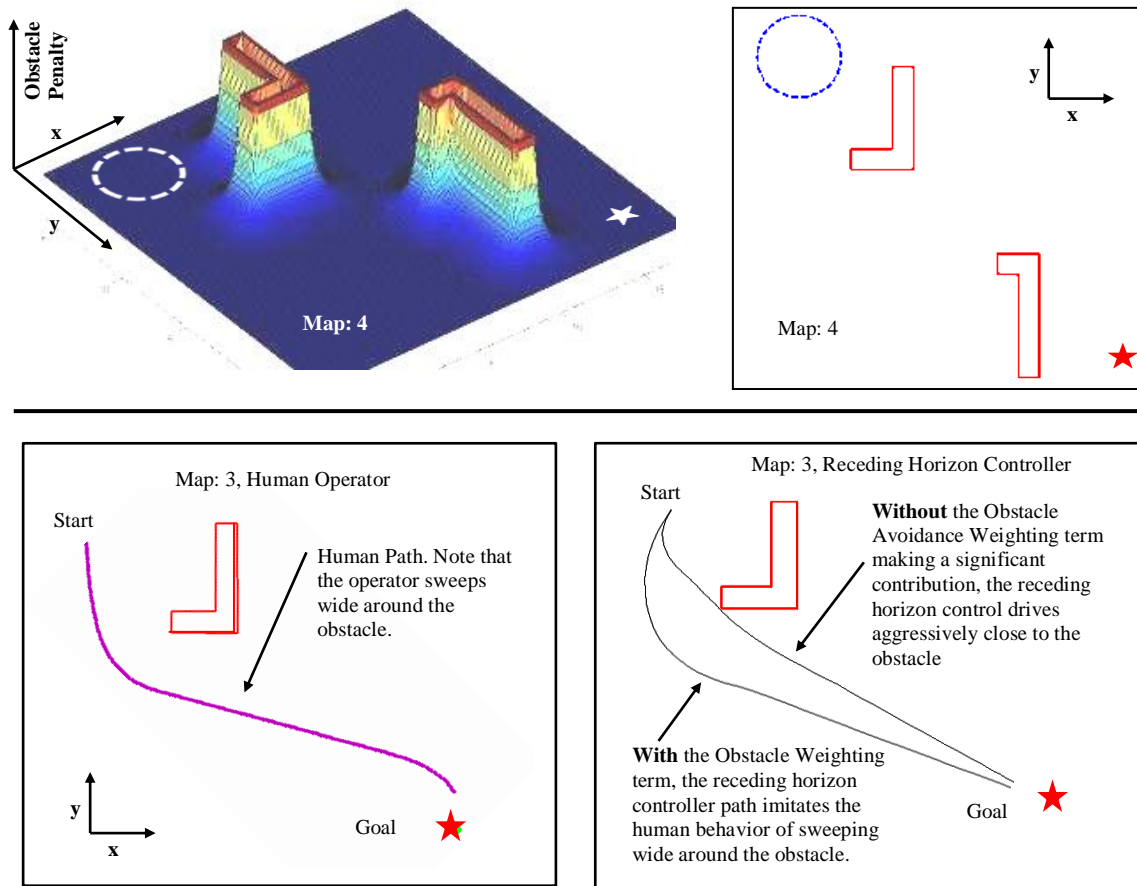 Obstacle
Penalty
x
y
Map: 4
y
x
Map: 4
Map: 3, Human Operator
Start
Human Path. Note that
the operator sweeps
wide around the
obstacle.
y
x
Goal
Map: 3, Receding Horizon Controller
Start
Without the Obstacle
Avoidance Weighting term
making a significant
contribution, the receding
horizon control drives
aggressively close to the
obstacle
With the Obstacle Weighting
term, the receding horizon
controller path imitates the
human behavior of sweeping
wide around the obstacle.
Goal